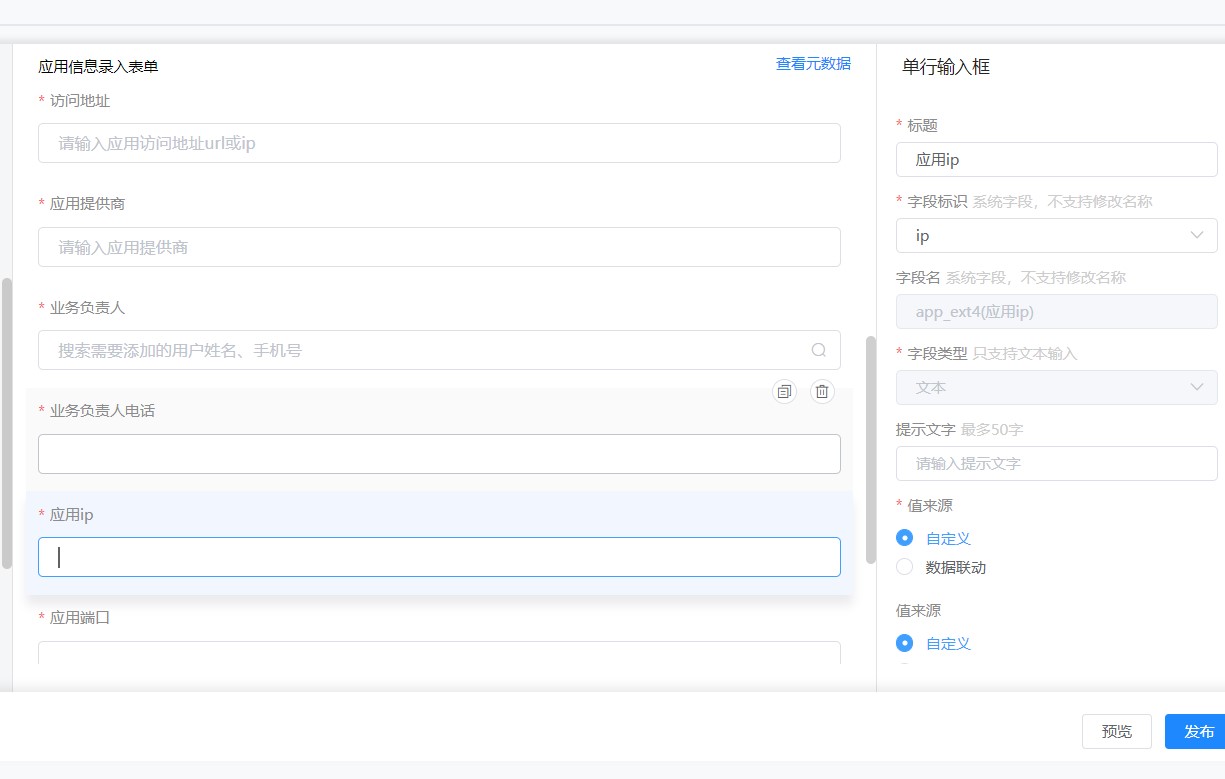 应用信息录入表单
查看元数据
* 访问地址
请输入应用访问地址url或ip
* 应用提供商
请输入应用提供商
* 业务负责人
搜索需要添加的用户姓名、手机号
* 业务负责人电话
* 应用ip
* 应用端口
单行输入框
* 标题
应用ip
* 字段标识 系统字段，不支持修改名称
ip
字段名 系统字段，不支持修改名称
app_ext4(应用ip)
* 字段类型 只支持文本输入
文本
提示文字 最多50字
请输入提示文字
* 值来源
自定义
数据联动
值来源
自定义
预览
发布